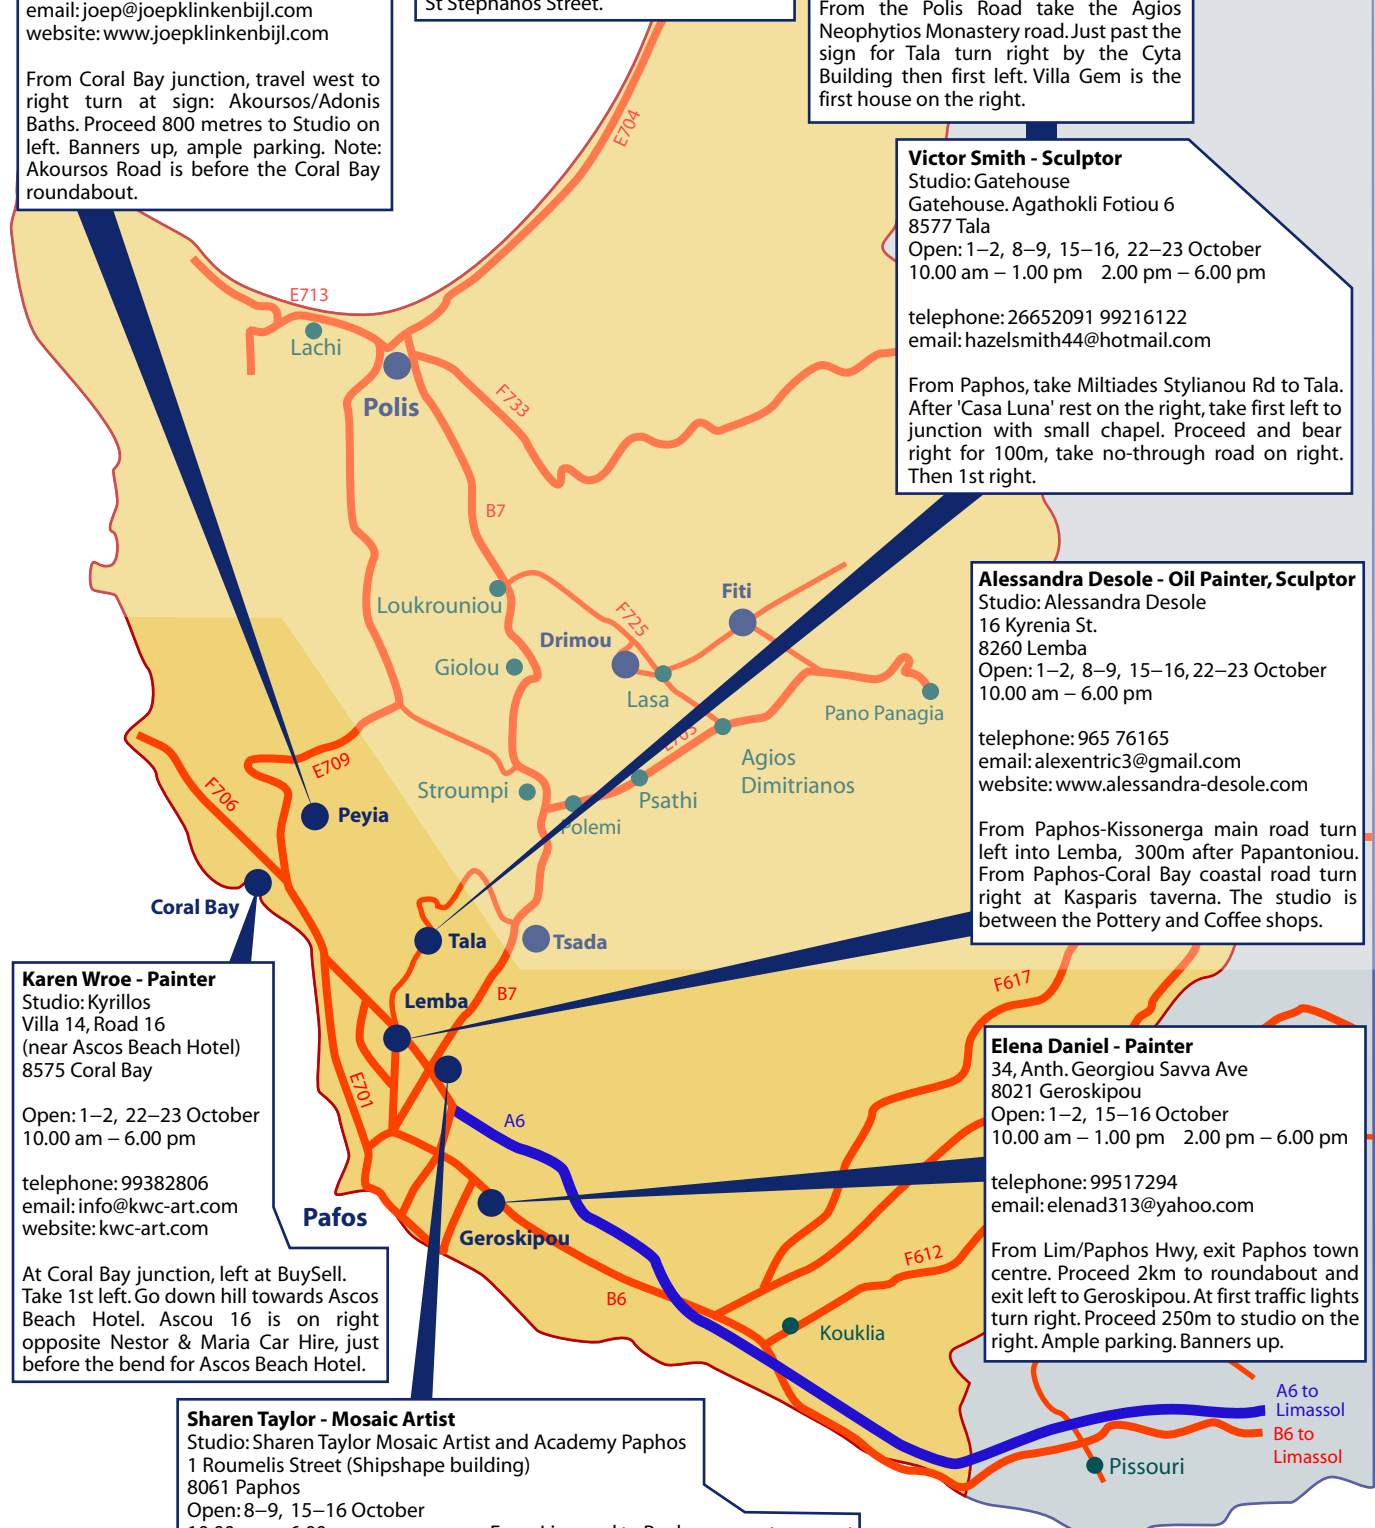 email: joep@joepklinkenbijl.com
website: www.joepklinkenbijl.com
From Coral Bay junction, travel west to
right turn at sign: Akoursos/Adonis
Baths. Proceed 800 metres to Studio on
left. Banners up, ample parking. Note:
Akoursos Road is before the Coral Bay
roundabout.
St Stephanos Street.
From the Polis Road take the Agios
Neophytios Monastery road. Just past the
sign for Tala turn right by the Cyta
Building then first left. Villa Gem is the
first house on the right.
Victor Smith - Sculptor
Studio: Gatehouse
Gatehouse. Agathokli Fotiou 6
8577 Tala
Open: 1–2, 8–9, 15–16, 22–23 October
10.00 am – 1.00 pm 2.00 pm – 6.00 pm
telephone: 26652091 99216122
email: hazelsmith44@hotmail.com
From Paphos, take Miltiades Stylianou Rd to Tala.
After 'Casa Luna' rest on the right, take first left to
junction with small chapel. Proceed and bear
right for 100m, take no-through road on right.
Then 1st right.
E704
E713
Lachi
Polis
F733
B7
Loukrouniou
Fiti
F725
Drimou
Giolou
Lasa
Pano Panagia
E703
Agios
Dimitrianos
E709
F706
Stroumpi
Psathi
Polemi
Peyia
Coral Bay
Tala
Tsada
Lemba
B7
F617
E701
A6
Pafos
Geroskipou
F612
B6
Kouklia
A6 to
Limassol
B6 to
Limassol
Pissouri
Alessandra Desole - Oil Painter, Sculptor
Studio: Alessandra Desole
16 Kyrenia St.
8260 Lemba
Open: 1–2, 8–9, 15–16, 22–23 October
10.00 am – 6.00 pm
telephone: 965 76165
email: alexentric3@gmail.com
website: www.alessandra-desole.com
From Paphos-Kissonerga main road turn
left into Lemba, 300m after Papantoniou.
From Paphos-Coral Bay coastal road turn
right at Kasparis taverna. The studio is
between the Pottery and Coffee shops.
Karen Wroe - Painter
Studio: Kyrillos
Villa 14, Road 16
(near Ascos Beach Hotel)
8575 Coral Bay
Open: 1–2, 22–23 October
10.00 am – 6.00 pm
telephone: 99382806
email: info@kwc-art.com
website: kwc-art.com
At Coral Bay junction, left at BuySell.
Take 1st left. Go down hill towards Ascos
Beach Hotel. Ascou 16 is on right
opposite Nestor & Maria Car Hire, just
before the bend for Ascos Beach Hotel.
Elena Daniel - Painter
34, Anth. Georgiou Savva Ave
8021 Geroskipou
Open: 1–2, 15–16 October
10.00 am – 1.00 pm 2.00 pm – 6.00 pm
telephone: 99517294
email: elenad313@yahoo.com
From Lim/Paphos Hwy, exit Paphos town
centre. Proceed 2km to roundabout and
exit left to Geroskipou. At first traffic lights
turn right. Proceed 250m to studio on the
right. Ample parking. Banners up.
Sharen Taylor - Mosaic Artist
Studio: Sharen Taylor Mosaic Artist and Academy Paphos
1 Roumelis Street (Shipshape building)
8061 Paphos
Open: 8–9, 15–16 October